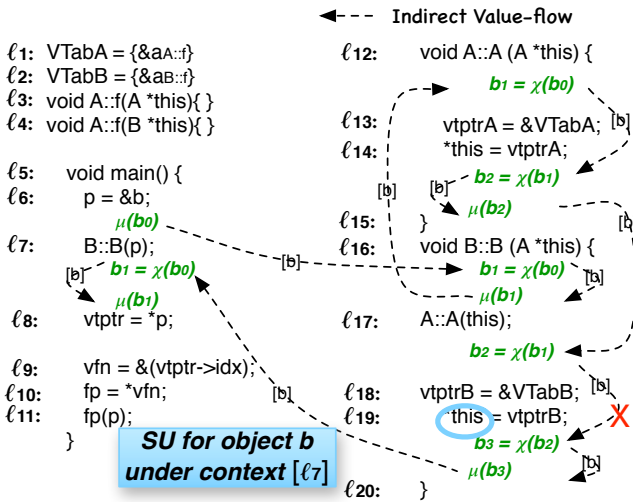 Indirect Value-flow
ℓ1: VTabA = {&aA::f}
ℓ2: VTabB = {&aB::f}
ℓ3: void A::f(A *this){ }
ℓ4: void A::f(B *this){ }
ℓ5: void main() {
ℓ6: p = &b;
μ(b0)
ℓ7: B::B(p);
[b] b1 = χ(b0)
μ(b1)
ℓ8: vtptr = *p;
ℓ9: vfn = &(vtptr->idx);
ℓ10: fp = *vfn;
ℓ11: fp(p);
}
SU for object b
under context [ℓ7]
[b]
[b]
[b]
ℓ12: void A::A (A *this) {
b1 = χ(b0)
ℓ13: vtptrA = &VTabA; [b]
ℓ14: *this = vtptrA;
[b] b2 = χ(b1)
μ(b2)
[b]
ℓ15: }
ℓ16: void B::B (A *this) {
b1 = χ(b0)
[b]
μ(b1)
ℓ17: A::A(this);
b2 = χ(b1)
ℓ18: vtptrB = &VTabB; [b]
ℓ19: *this = vtptrB; X
b3 = χ(b2)
μ(b3) [b]
ℓ20: }